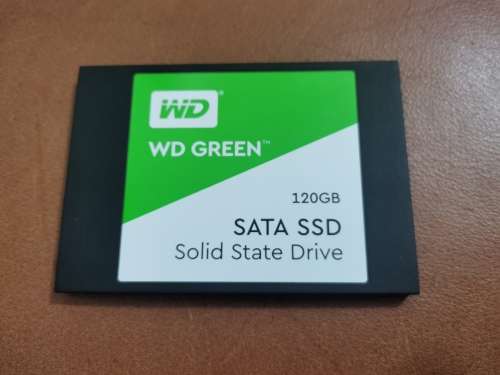 WD®
WD GREEN™
120GB
SATA SSD
Solid State Drive